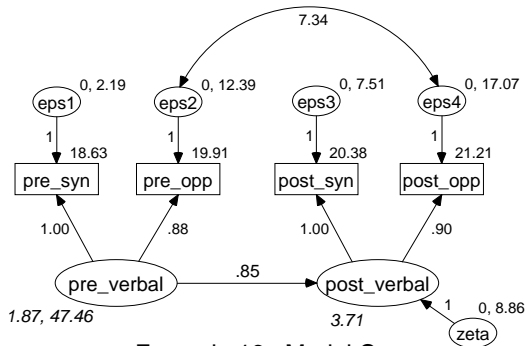 7.34
0, 2.19
0, 12.39
0, 7.51
0, 17.07
eps1
eps2
eps3
eps4
1
1
1
1
18.63
19.91
20.38
21.21
pre_syn
pre_opp
post_syn
post_opp
1.00
.88
1.00
.90
pre_verbal
.85
post_verbal
1.87, 47.46
3.71
1
0, 8.86
zeta